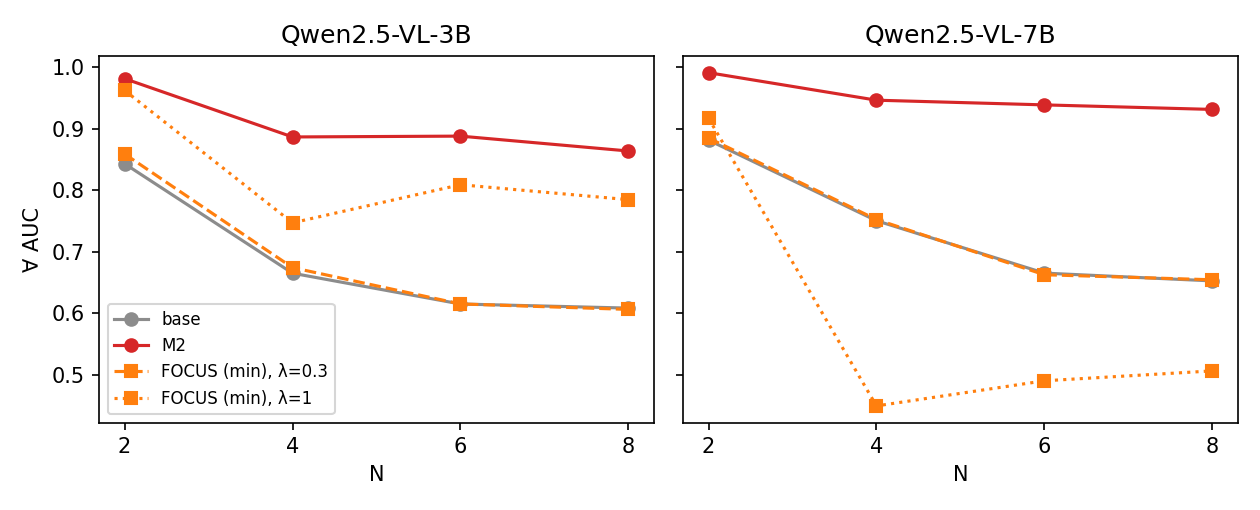 Qwen2.5-VL-3B
Qwen2.5-VL-7B
1.0
0.9
0.8
0.7
0.6
0.5
∀ AUC
base
M2
FOCUS (min), λ=0.3
FOCUS (min), λ=1
2 4 6 8
N
2 4 6 8
N